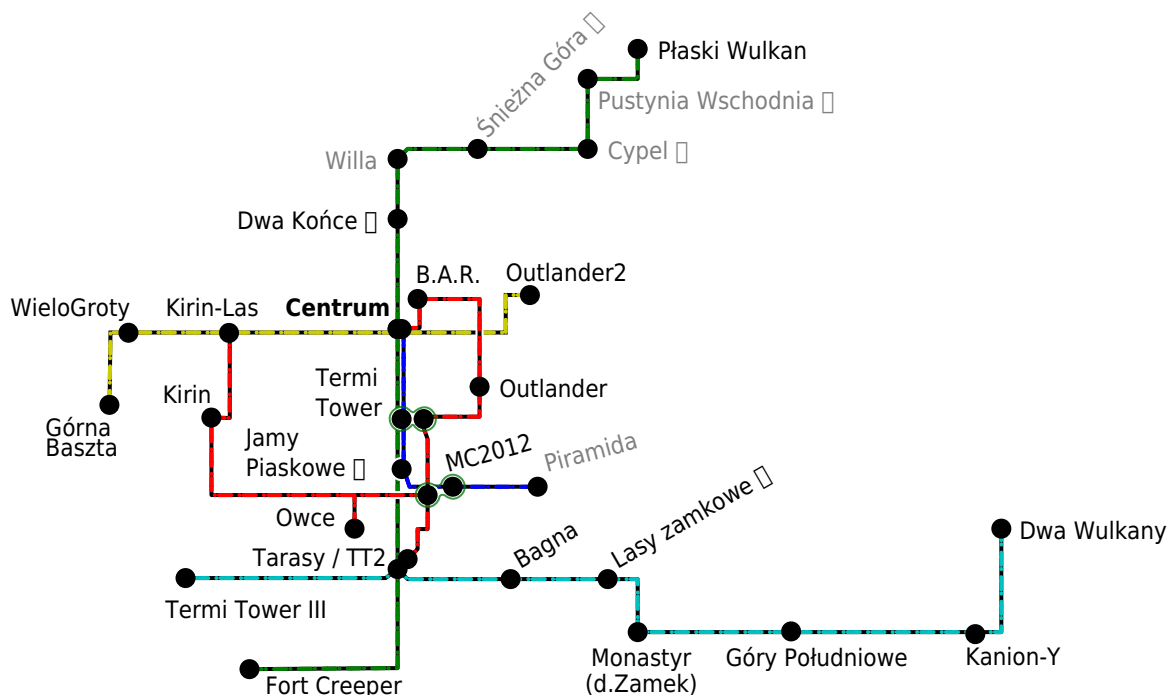 Śnieżna Góra ▯
Płaski Wulkan
Pustynia Wschodnia ▯
Willa
Cypel ▯
Dwa Końce ▯
B.A.R.
Outlander2
WieloGroty
Kirin-Las
Centrum
Termi
Tower
Outlander
Kirin
Górna
Baszta
Jamy
Piaskowe ▯
MC2012
Piramida
Owce
Tarasy / TT2
Bagna
Lasy zamkowe ▯
Dwa Wulkany
Termi Tower III
Monastyr
(d.Zamek)
Góry Południowe
Kanion-Y
Fort Creeper